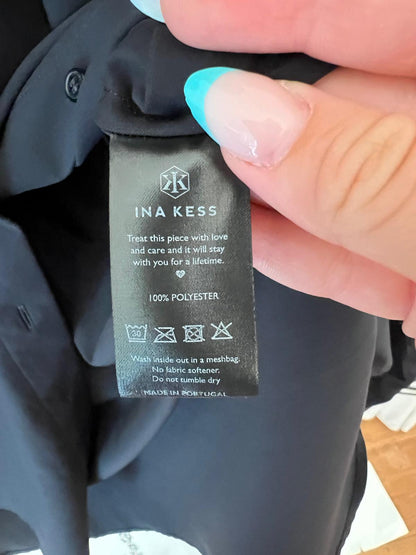 INA KESS
Treat this piece with love
and care and it will stay
with you for a lifetime.
100% POLYESTER
30
Wash inside out in a meshbag.
No fabric softener.
Do not tumble dry
MADE IN PORTUGAL